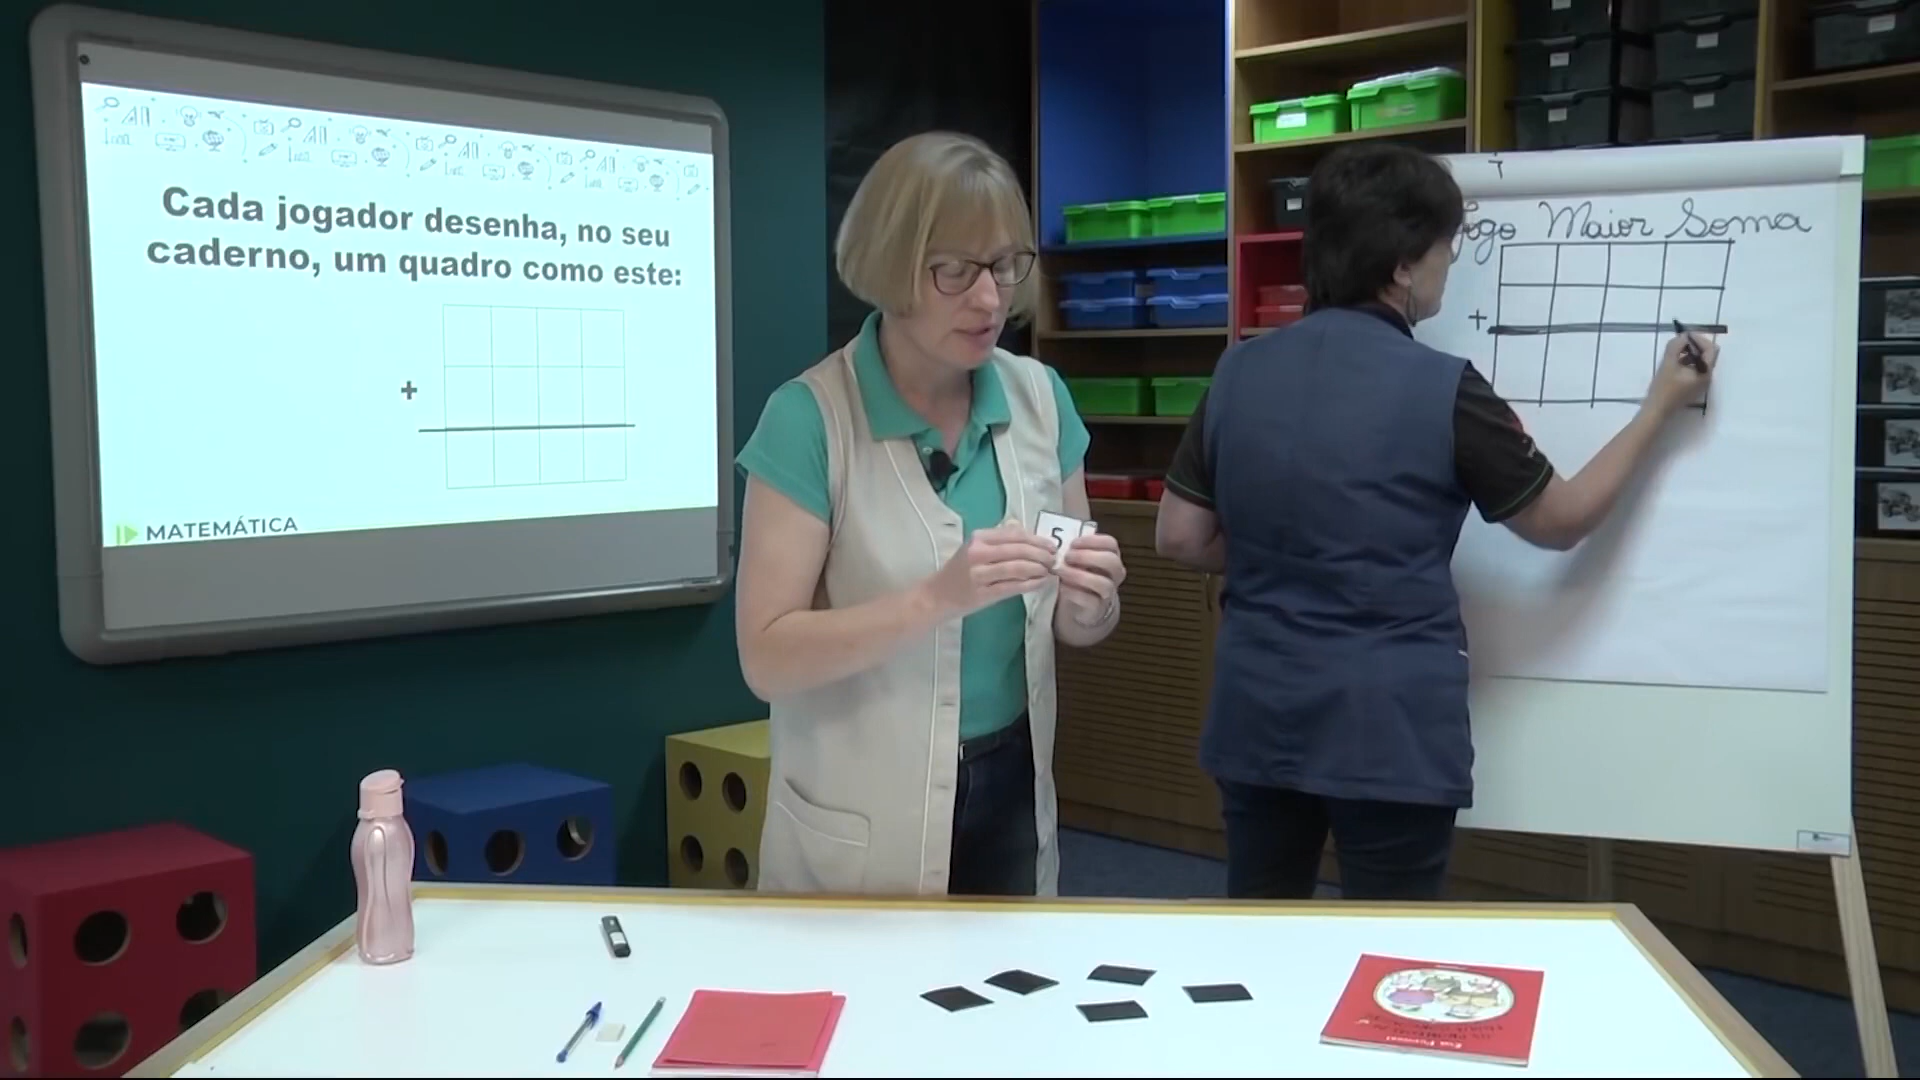 Cada jogador desenha, no seu
caderno, um quadro como este:
+
MATEMÁTICA
5
Jogo Maior Soma
+